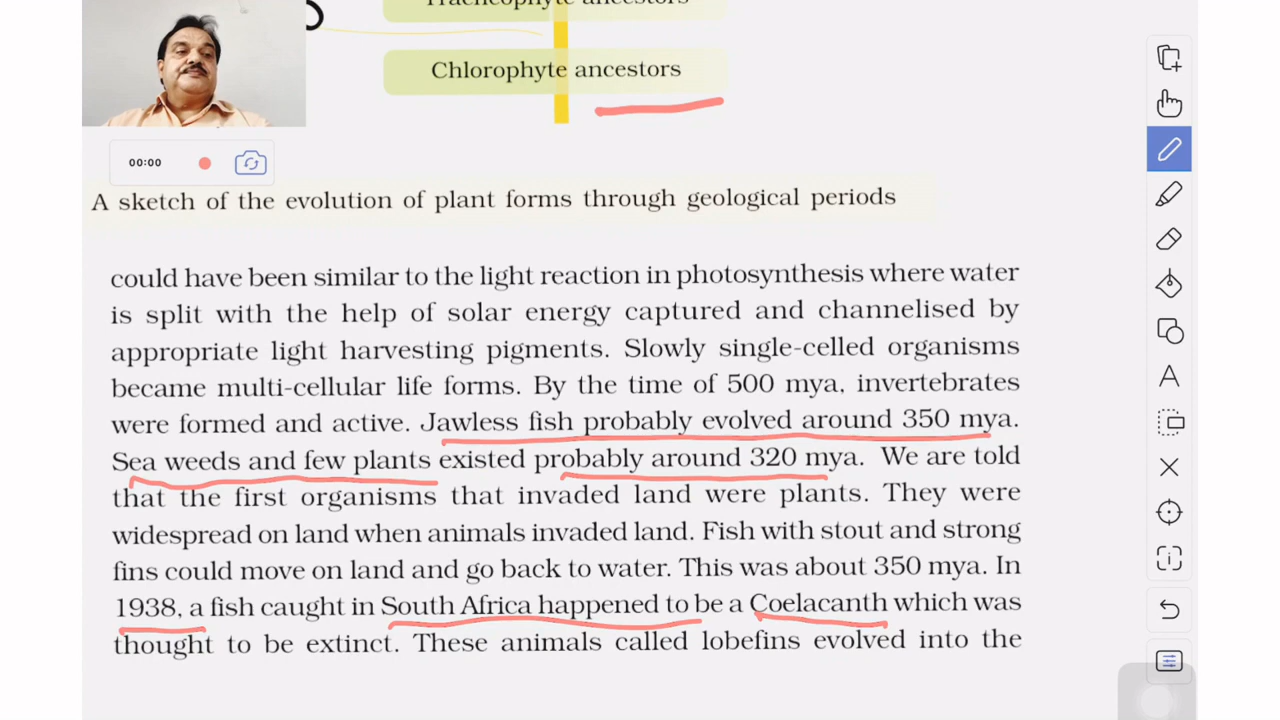 Tracheophyte ancestors
Chlorophyte ancestors
00:00
A sketch of the evolution of plant forms through geological periods
could have been similar to the light reaction in photosynthesis where water
is split with the help of solar energy captured and channelised by
appropriate light harvesting pigments. Slowly single-celled organisms
became multi-cellular life forms. By the time of 500 mya, invertebrates
were formed and active. Jawless fish probably evolved around 350 mya.
Sea weeds and few plants existed probably around 320 mya. We are told
that the first organisms that invaded land were plants. They were
widespread on land when animals invaded land. Fish with stout and strong
fins could move on land and go back to water. This was about 350 mya. In
1938, a fish caught in South Africa happened to be a Coelacanth which was
thought to be extinct. These animals called lobefins evolved into the